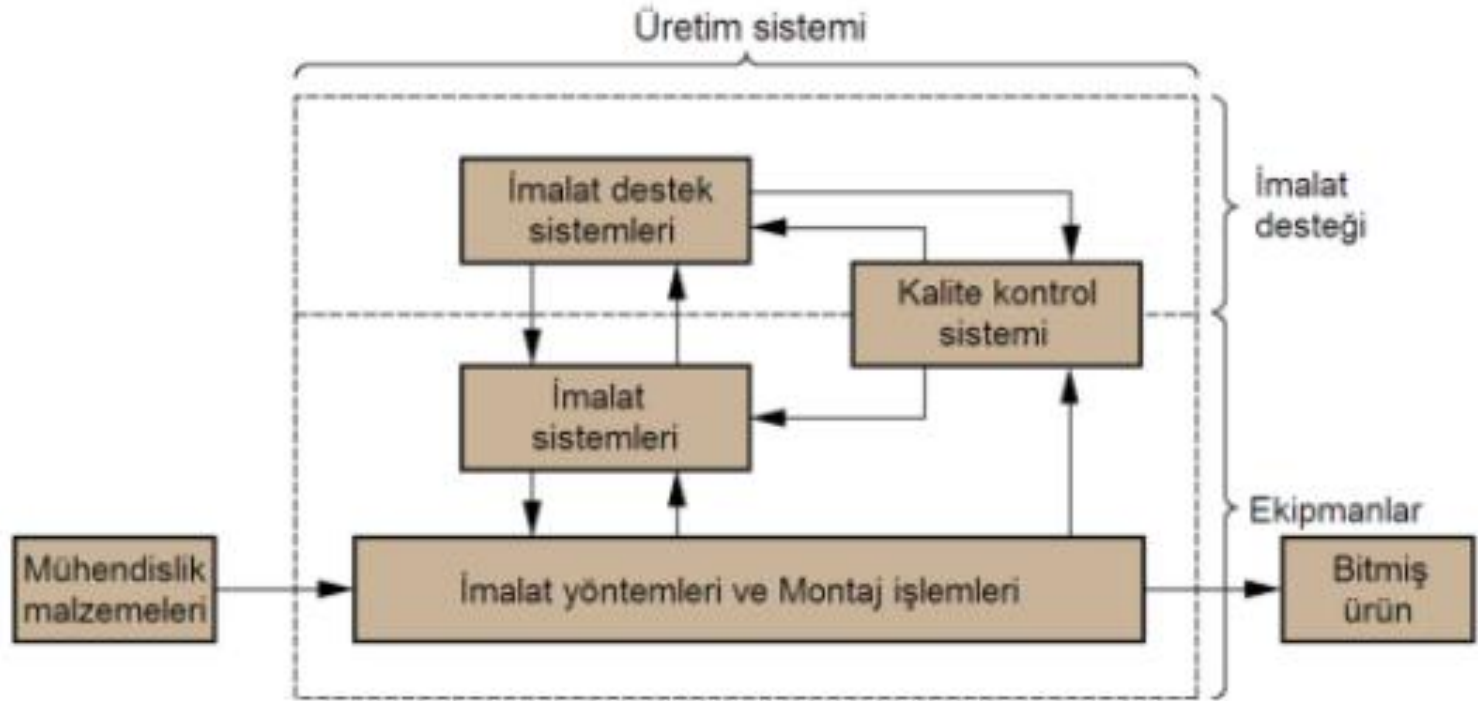 Üretim sistemi
İmalat destek
sistemleri
İmalat
desteği
Kalite kontrol
sistemi
İmalat
sistemleri
Ekipmanlar
Mühendislik
malzemeleri
İmalat yöntemleri ve Montaj işlemleri
Bitmiş
ürün